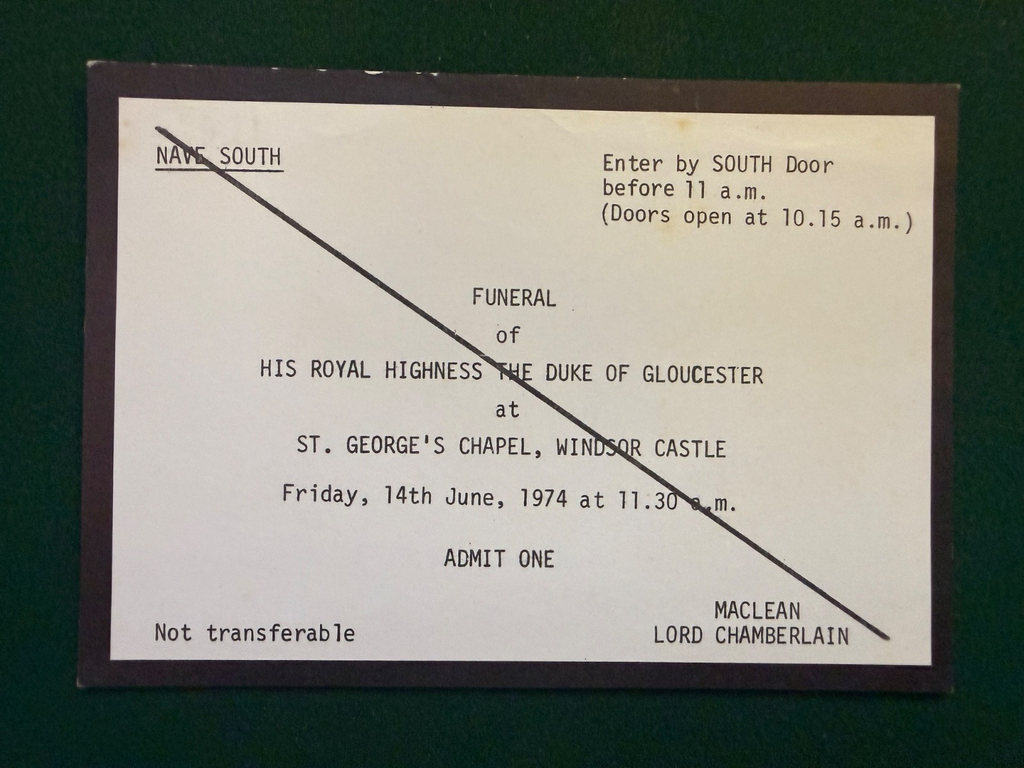 NAVE SOUTH
Enter by SOUTH Door
before 11 a.m.
(Doors open at 10.15 a.m.)
FUNERAL
of
HIS ROYAL HIGHNESS THE DUKE OF GLOUCESTER
at
ST. GEORGE'S CHAPEL, WINDSOR CASTLE
Friday, 14th June, 1974 at 11.30 a.m.
ADMIT ONE
MACLEAN
LORD CHAMBERLAIN
Not transferable